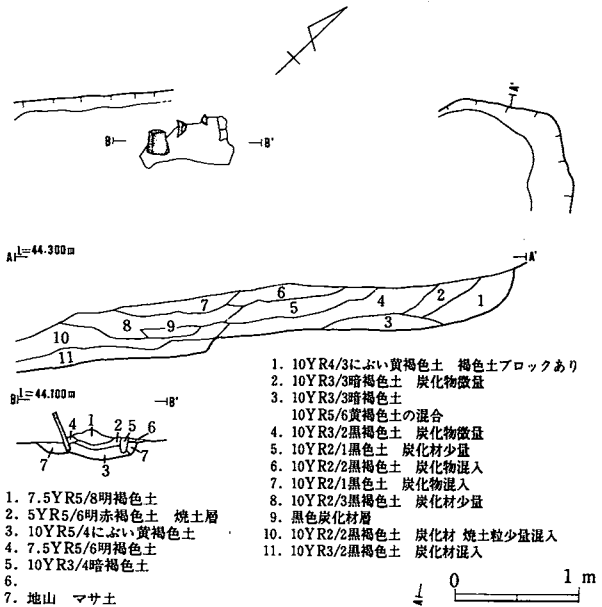 B B'
A'
A l=44.300m A'
7 6 5 4 2 1
8 9 3
10
11
B l=44.100m B'
4 1 2 5 6
7 3 7
1. 10YR4/3にぶい黄褐色土 褐色土ブロックあり
2. 10YR3/3暗褐色土 炭化物微量
3. 10YR3/3暗褐色土
10YR5/6黄褐色土の混合
4. 10YR3/2黒褐色土 炭化物微量
5. 10YR2/1黒色土 炭化材少量
6. 10YR2/2黒褐色土 炭化物混入
7. 10YR2/1黒色土 炭化物混入
8. 10YR2/3黒褐色土 炭化材少量
9. 黒色炭化材層
10. 10YR2/2黒褐色土 炭化材 焼土粒少量混入
11. 10YR3/2黒褐色土 炭化材混入
1. 7.5YR5/8明褐色土
2. 5YR5/6明赤褐色土 焼土層
3. 10YR5/4にぶい黄褐色土
4. 7.5YR5/6明褐色土
5. 10YR3/4暗褐色土
6.
7. 地山 マサ土
0 1m